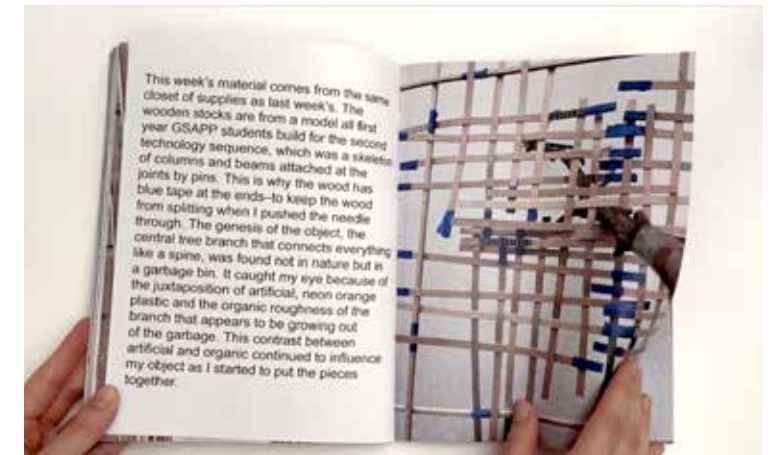 This week's material comes from the same
closet of supplies as last week's. The
wooden stocks are from a model all first
year GSAPP students build for the second
technology sequence, which was a skeleton
of columns and beams attached at the
joints by pins. This is why the wood has
blue tape at the ends–to keep the wood
from splitting when I pushed the needle
through. The genesis of the object, the
central tree branch that connects everything
like a spine, was found not in nature but in
a garbage bin. It caught my eye because of
the juxtaposition of artificial, neon orange
plastic and the organic roughness of the
branch that appears to be growing out
of the garbage. This contrast between
artificial and organic continued to influence
my object as I started to put the pieces
together.